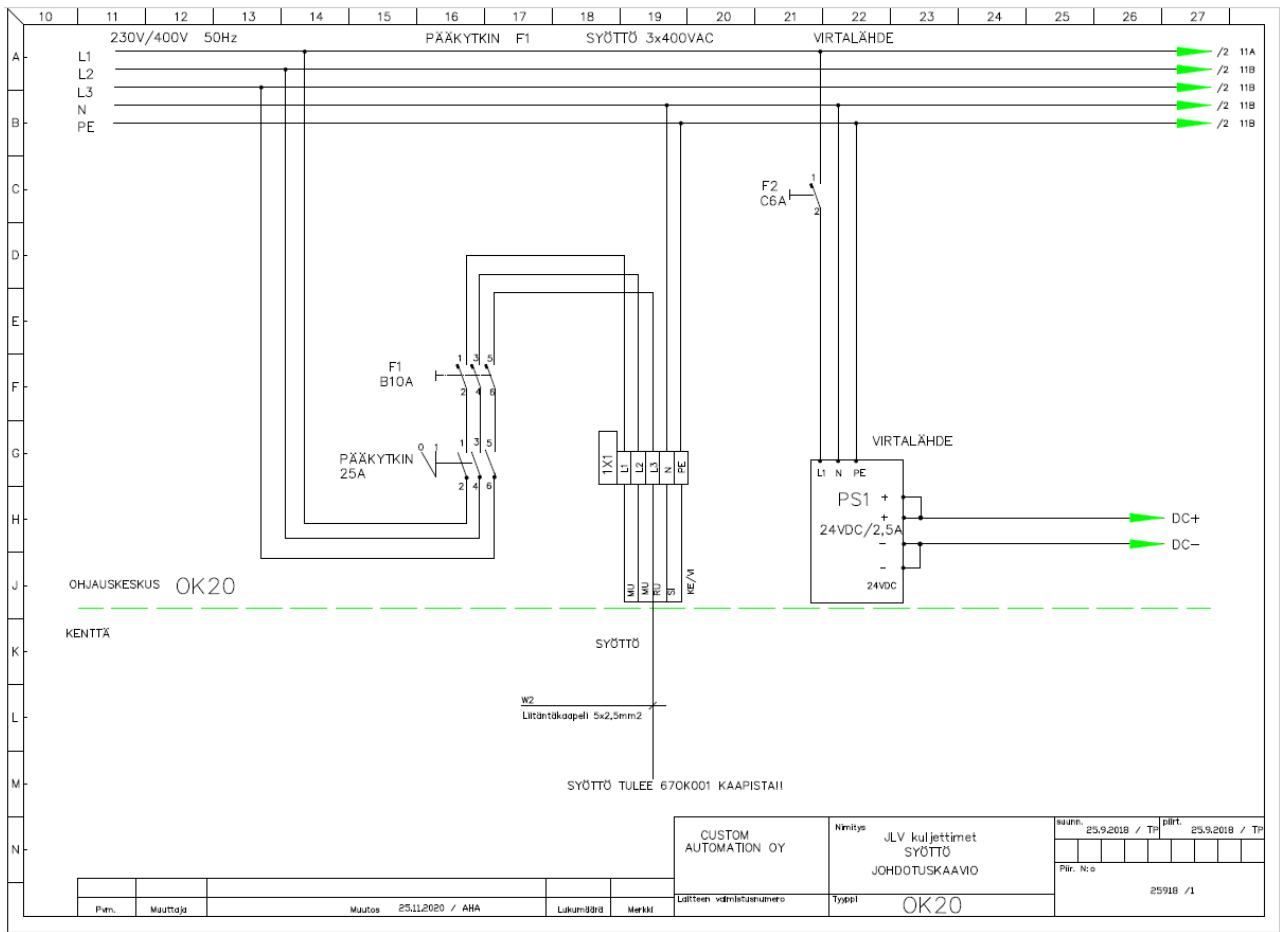 10 11 12 13 14 15 16 17 18 19 20 21 22 23 24 25 26 27
230V/400V 50Hz PÄÄKYTKIN F1 SYÖTTÖ 3x400VAC VIRTALÄHDE
A L1 /2 11A
L2 /2 11B
L3 /2 11B
N /2 11B
B PE /2 11B
C
F2
C6A
1
2
D
E
F
F1
B10A
1 3 5
2 4 6
G
PÄÄKYTKIN
25A
0 1
1 3 5
2 4 6
1X1 L1 L2 L3 N PE
VIRTALÄHDE
L1 N PE
PS1 +
+
24VDC/2,5A
-
-
24VDC
H
DC+
DC-
J
OHJAUSKESKUS OK20
MU MU RU SI KE/VI
KENTTÄ
K
SYÖTTÖ
W2
L
Liitäntäkaapeli 5x2,5mm2
M
SYÖTTÖ TULEE 67OK001 KAAPISTA!!
N
CUSTOM
AUTOMATION OY
Laitteen valmistusnumero
Nimitys
JLV kuljettimet
SYÖTTÖ
JOHDOTUSKAAVIO
Tyyppi
OK20
suunn.
25.9.2018 / TP
piirt.
25.9.2018 / TP
Piir. N:o
25918 /1
Pvm. Muuttaja Muutos 25.11.2020 / AHA Lukumäärä Merkki